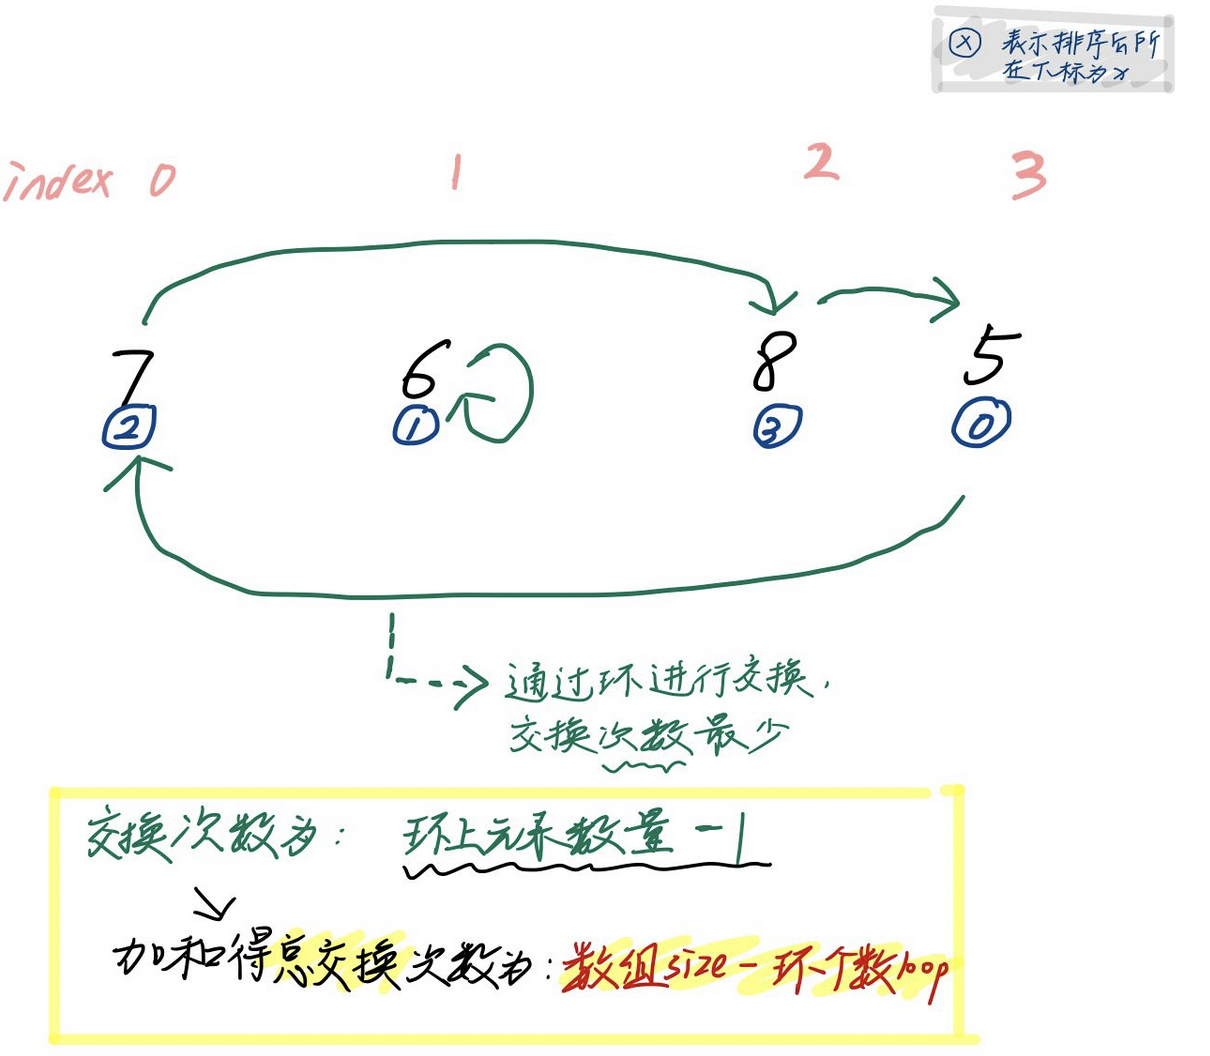 ⓧ 表示排序后所
在下标为x
index 0 1 2 3
7 6 8 5
② ① ③ ⓪
通过环进行交换,
交换次数最少
交换次数为: 环上元素数量-1
加和得总交换次数为:数组size-环个数loop